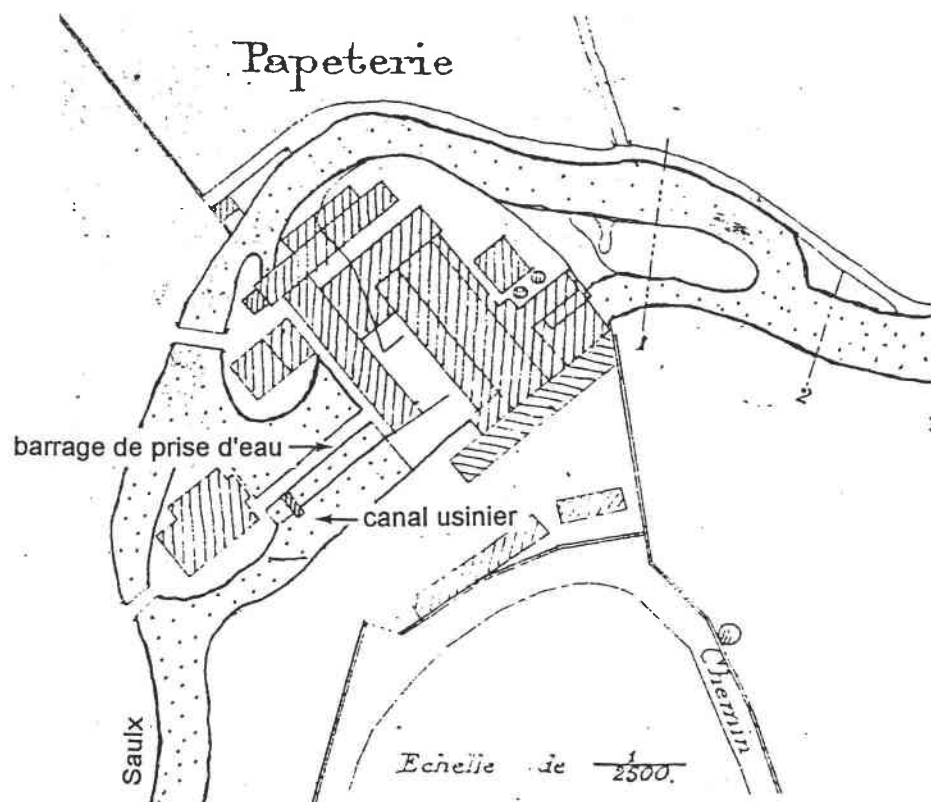 Papeterie
1
2
barrage de prise d'eau
canal usinier
Saulx
Chemin
Echelle de 1/2500.